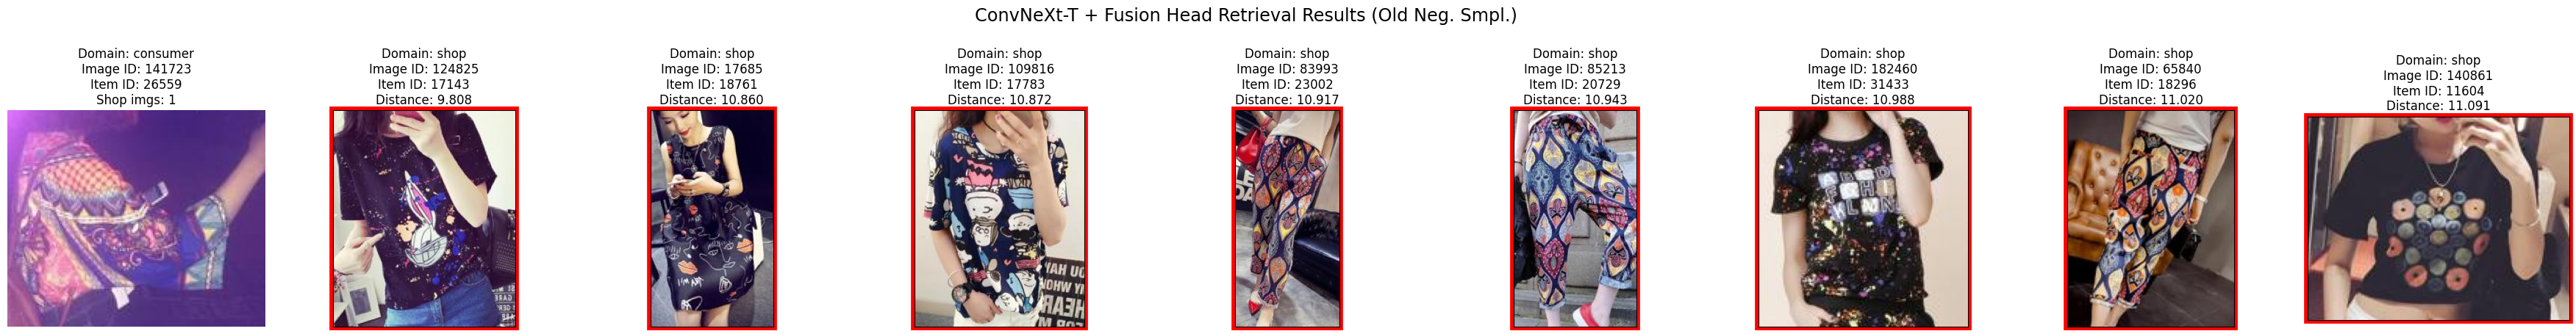 ConvNeXt-T + Fusion Head Retrieval Results (Old Neg. Smpl.)
Domain: consumer
Image ID: 141723
Item ID: 26559
Shop imgs: 1
Domain: shop
Image ID: 124825
Item ID: 17143
Distance: 9.808
Domain: shop
Image ID: 17685
Item ID: 18761
Distance: 10.860
Domain: shop
Image ID: 109816
Item ID: 17783
Distance: 10.872
Domain: shop
Image ID: 83993
Item ID: 23002
Distance: 10.917
Domain: shop
Image ID: 85213
Item ID: 20729
Distance: 10.943
Domain: shop
Image ID: 182460
Item ID: 31433
Distance: 10.988
Domain: shop
Image ID: 65840
Item ID: 18296
Distance: 11.020
Domain: shop
Image ID: 140861
Item ID: 11604
Distance: 11.091